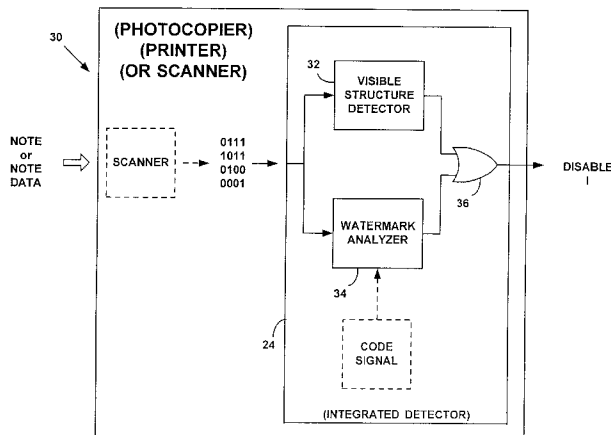 30
(PHOTOCOPIER)
(PRINTER)
(OR SCANNER)
NOTE
or
NOTE
DATA
SCANNER
0111
1011
0100
0001
32
VISIBLE
STRUCTURE
DETECTOR
36
DISABLE
WATERMARK
ANALYZER
34
24
CODE
SIGNAL
(INTEGRATED DETECTOR)